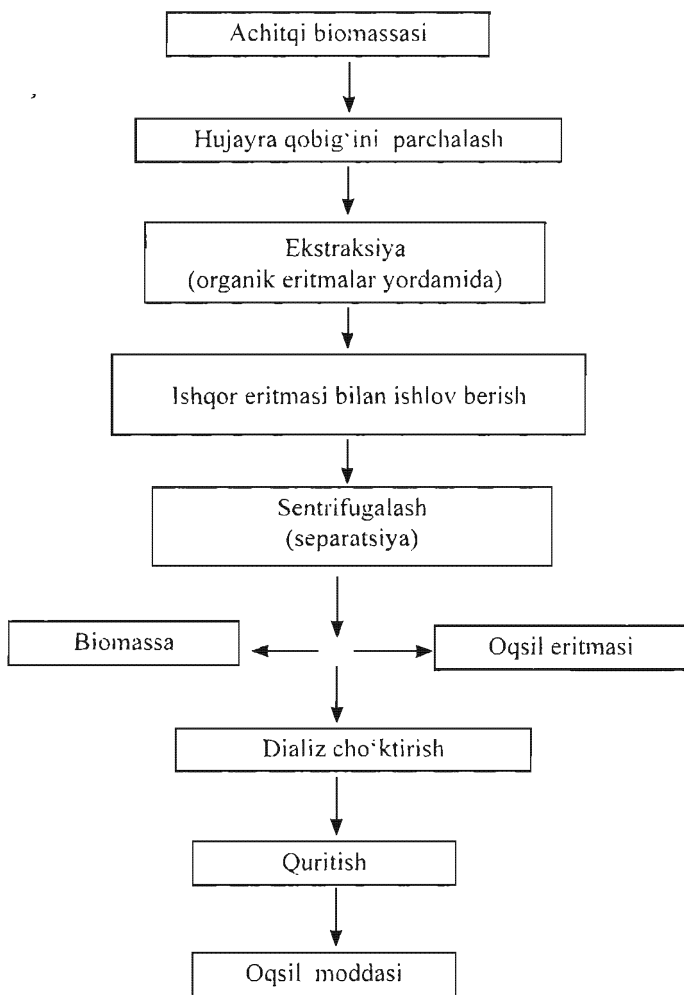 Achitqi biomassasi
Hujayra qobig‘ini parchalash
Ekstraksiya
(organik eritmalar yordamida)
Ishqor eritmasi bilan ishlov berish
Sentrifugalash
(separatsiya)
Biomassa
Oqsil eritmasi
Dializ cho‘ktirish
Quritish
Oqsil moddasi